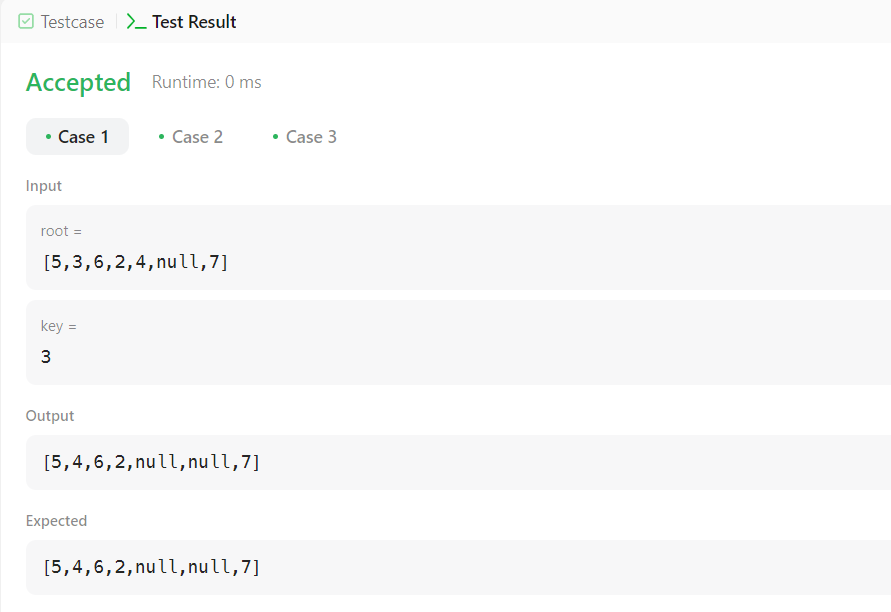 Testcase Test Result
Accepted Runtime: 0 ms
Case 1 Case 2 Case 3
Input
root =
[5,3,6,2,4,null,7]
key =
3
Output
[5,4,6,2,null,null,7]
Expected
[5,4,6,2,null,null,7]